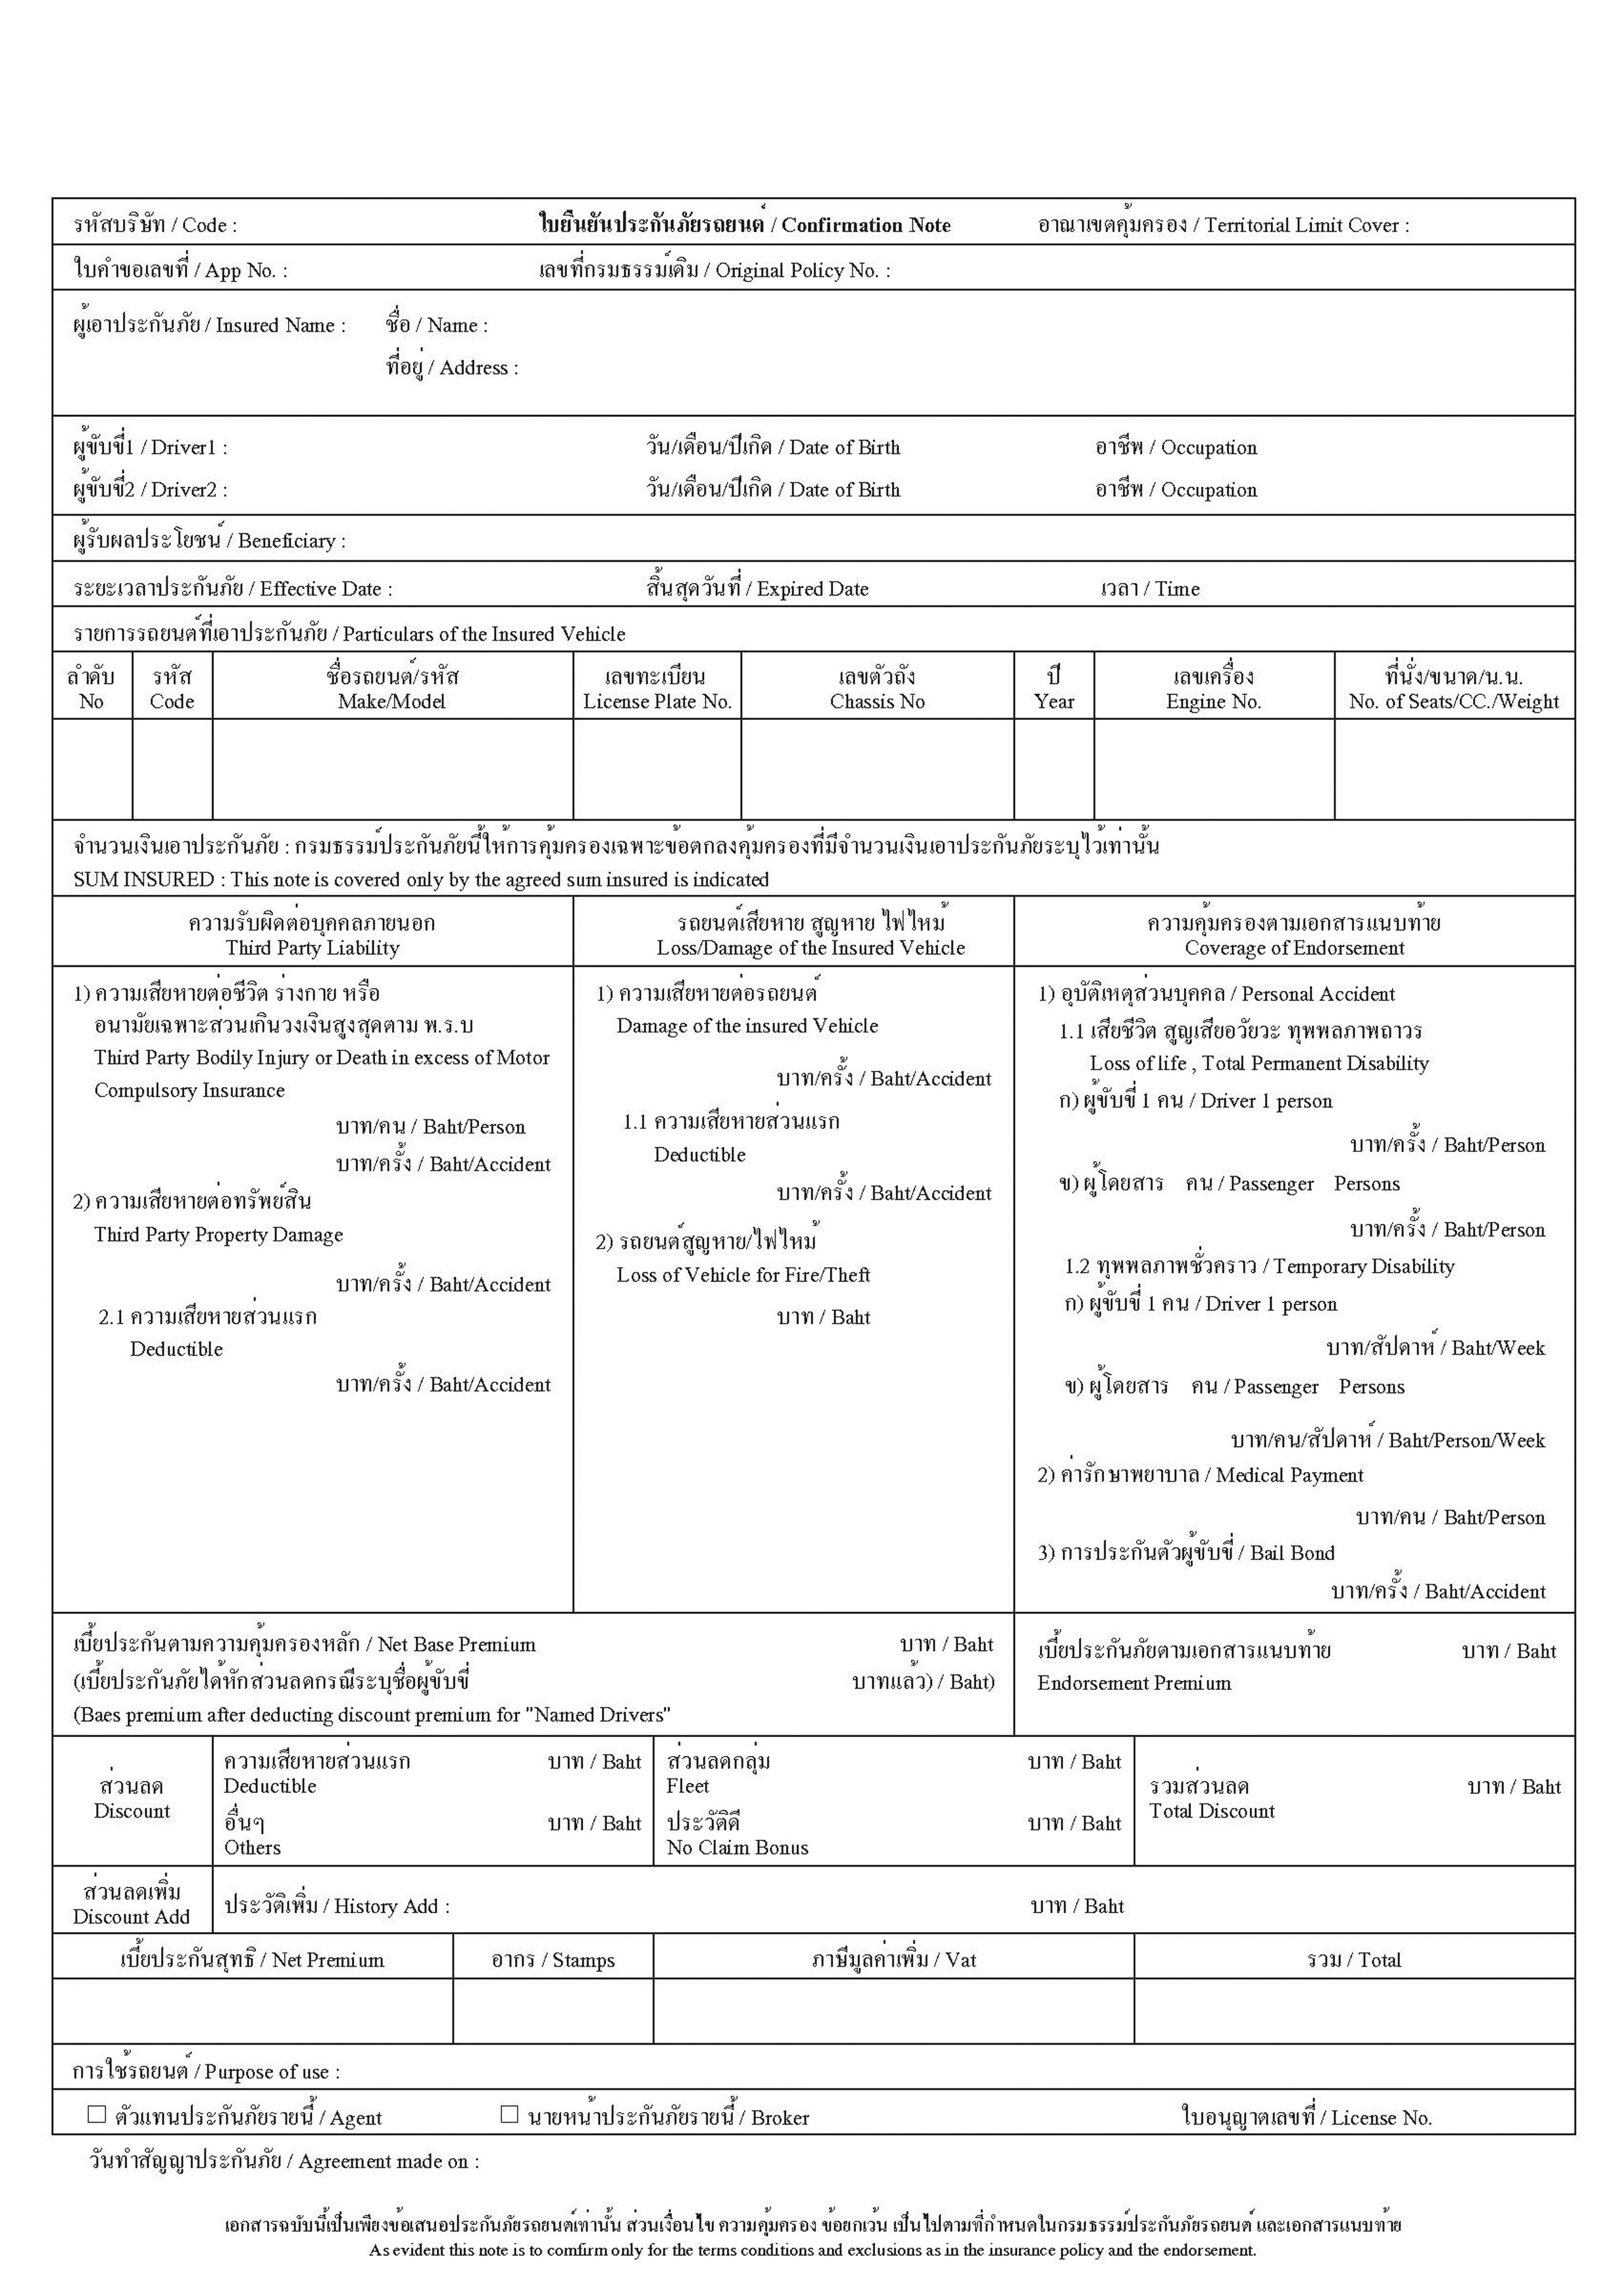 รหัสบริษัท / Code :
ใบยืนยันประกันภัยรถยนต์ / Confirmation Note
อาณาเขตคุ้มครอง / Territorial Limit Cover :
ใบคำขอเลขที่ / App No. :
เลขที่กรมธรรม์เดิม / Original Policy No. :
ผู้เอาประกันภัย / Insured Name : ชื่อ / Name :
ที่อยู่ / Address :
ผู้ขับขี่1 / Driver1 : วัน/เดือน/ปีเกิด / Date of Birth อาชีพ / Occupation
ผู้ขับขี่2 / Driver2 : วัน/เดือน/ปีเกิด / Date of Birth อาชีพ / Occupation
ผู้รับผลประโยชน์ / Beneficiary :
ระยะเวลาประกันภัย / Effective Date : สิ้นสุดวันที่ / Expired Date เวลา / Time
รายการรถยนต์ที่เอาประกันภัย / Particulars of the Insured Vehicle
ลำดับ รหัส ชื่อรถยนต์/รหัส เลขทะเบียน เลขตัวถัง ปี เลขเครื่อง ที่นั่ง/ขนาด/น.น.
No Code Make/Model License Plate No. Chassis No Year Engine No. No. of Seats/CC./Weight
จำนวนเงินเอาประกันภัย : กรมธรรม์ประกันภัยนี้ให้การคุ้มครองเฉพาะข้อตกลงคุ้มครองที่มีจำนวนเงินเอาประกันภัยระบุไว้เท่านั้น
SUM INSURED : This note is covered only by the agreed sum insured is indicated
ความรับผิดต่อบุคคลภายนอก
Third Party Liability
1) ความเสียหายต่อชีวิต ร่างกาย หรือ
อนามัยเฉพาะส่วนเกินวงเงินสูงสุดตาม พ.ร.บ
Third Party Bodily Injury or Death in excess of Motor
Compulsory Insurance
บาท/คน / Baht/Person
บาท/ครั้ง / Baht/Accident
2) ความเสียหายต่อทรัพย์สิน
Third Party Property Damage
บาท/ครั้ง / Baht/Accident
2.1 ความเสียหายส่วนแรก
Deductible
บาท/ครั้ง / Baht/Accident
รถยนต์เสียหาย สูญหาย ไฟไหม้
Loss/Damage of the Insured Vehicle
1) ความเสียหายต่อรถยนต์
Damage of the insured Vehicle
บาท/ครั้ง / Baht/Accident
1.1 ความเสียหายส่วนแรก
Deductible
บาท/ครั้ง / Baht/Accident
2) รถยนต์สูญหาย/ไฟไหม้
Loss of Vehicle for Fire/Theft
บาท / Baht
ความคุ้มครองตามเอกสารแนบท้าย
Coverage of Endorsement
1) อุบัติเหตุส่วนบุคคล / Personal Accident
1.1 เสียชีวิต สูญเสียอวัยวะ ทุพพลภาพถาวร
Loss of life , Total Permanent Disability
ก) ผู้ขับขี่ 1 คน / Driver 1 person
บาท/ครั้ง / Baht/Person
ข) ผู้โดยสาร คน / Passenger Persons
บาท/ครั้ง / Baht/Person
1.2 ทุพพลภาพชั่วคราว / Temporary Disability
ก) ผู้ขับขี่ 1 คน / Driver 1 person
บาท/สัปดาห์ / Baht/Week
ข) ผู้โดยสาร คน / Passenger Persons
บาท/คน/สัปดาห์ / Baht/Person/Week
2) ค่ารักษาพยาบาล / Medical Payment
บาท/คน / Baht/Person
3) การประกันตัวผู้ขับขี่ / Bail Bond
บาท/ครั้ง / Baht/Accident
เบี้ยประกันตามความคุ้มครองหลัก / Net Base Premium บาท / Baht
(เบี้ยประกันภัยได้หักส่วนลดกรณีระบุชื่อผู้ขับขี่ บาทแล้ว) / Baht)
(Baes premium after deducting discount premium for "Named Drivers"
เบี้ยประกันภัยตามเอกสารแนบท้าย บาท / Baht
Endorsement Premium
ส่วนลด
Discount
ความเสียหายส่วนแรก บาท / Baht
Deductible
อื่นๆ บาท / Baht
Others
ส่วนลดกลุ่ม บาท / Baht
Fleet
ประวัติดี บาท / Baht
No Claim Bonus
รวมส่วนลด บาท / Baht
Total Discount
ส่วนลดเพิ่ม
Discount Add
ประวัติเพิ่ม / History Add : บาท / Baht
เบี้ยประกันสุทธิ / Net Premium อากร / Stamps ภาษีมูลค่าเพิ่ม / Vat รวม / Total
การใช้รถยนต์ / Purpose of use :
☐ ตัวแทนประกันภัยรายนี้ / Agent ☐ นายหน้าประกันภัยรายนี้ / Broker ใบอนุญาตเลขที่ / License No.
วันทำสัญญาประกันภัย / Agreement made on :
เอกสารฉบับนี้เป็นเพียงข้อเสนอประกันภัยรถยนต์เท่านั้น ส่วนเงื่อนไข ความคุ้มครอง ข้อยกเว้น เป็นไปตามที่กำหนดในกรมธรรม์ประกันภัยรถยนต์ และเอกสารแนบท้าย
As evident this note is to comfirm only for the terms conditions and exclusions as in the insurance policy and the endorsement.